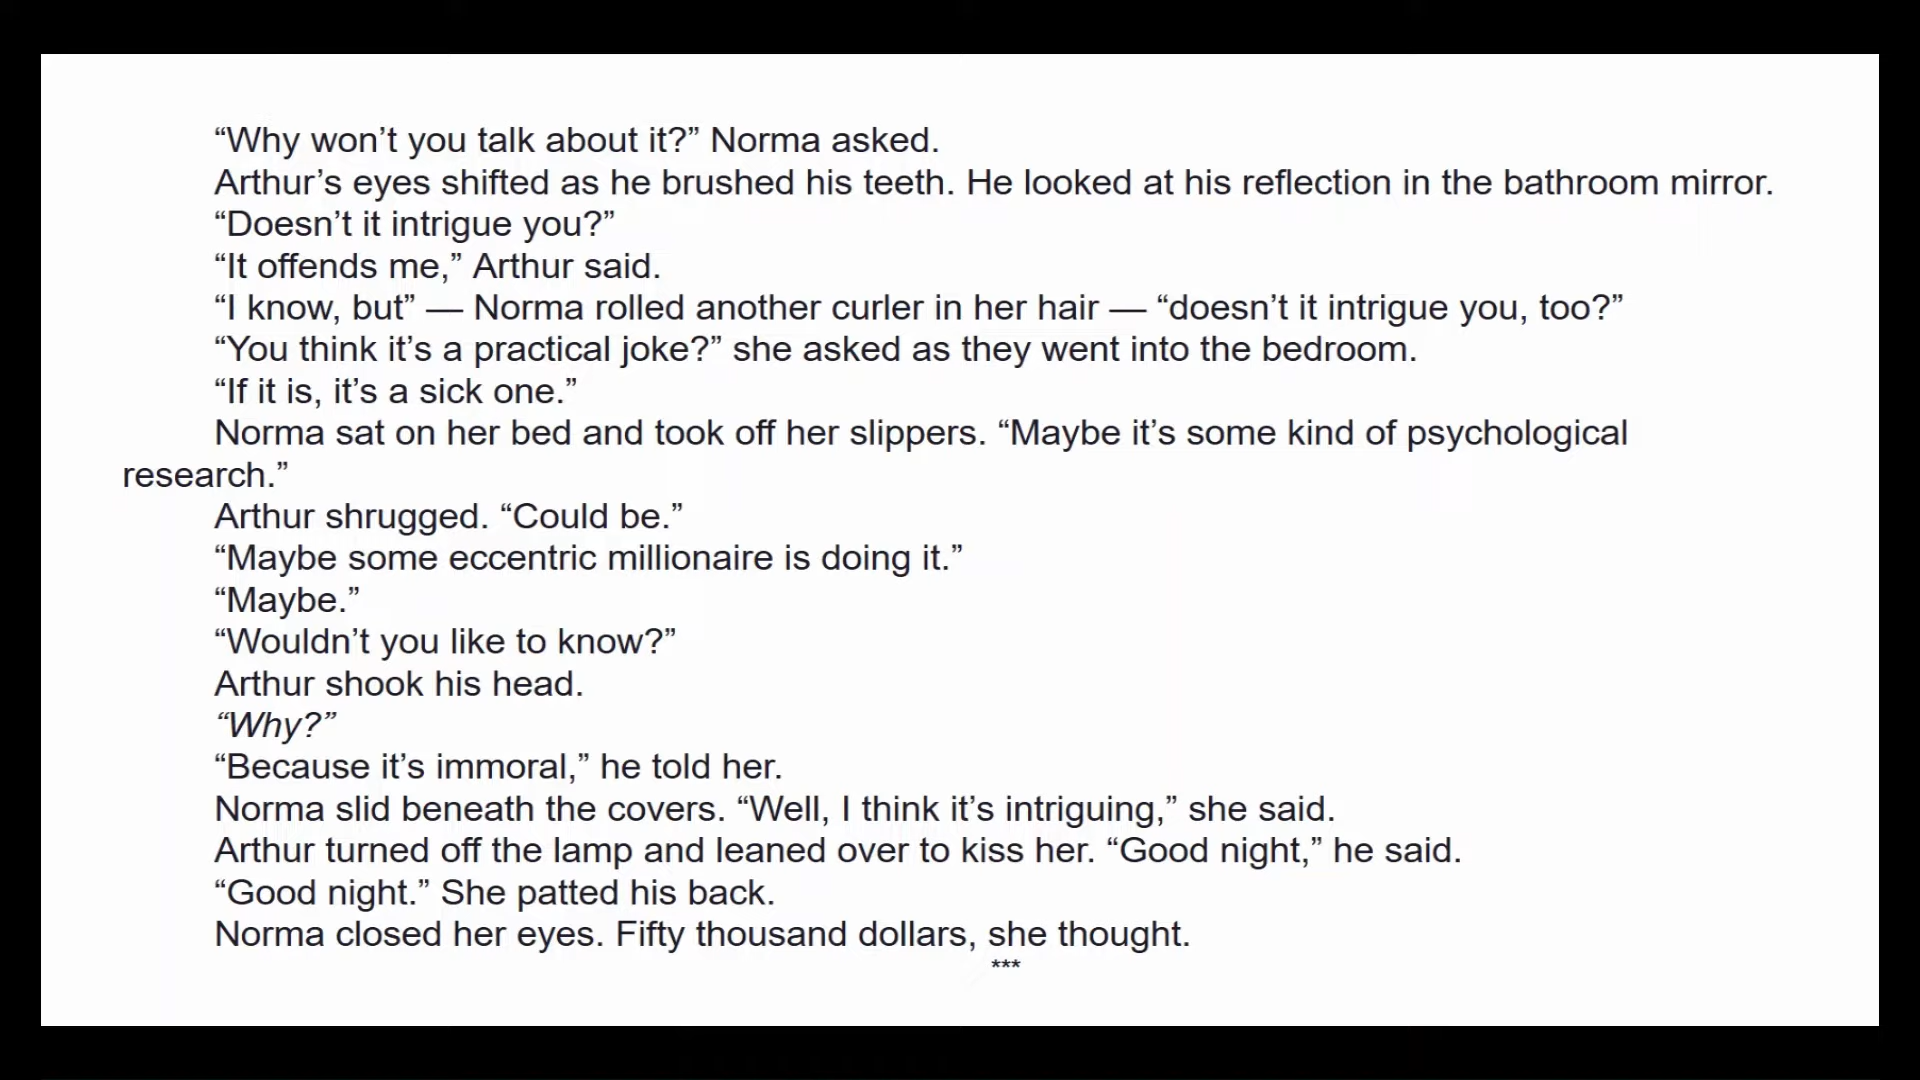 “Why won’t you talk about it?” Norma asked.
Arthur’s eyes shifted as he brushed his teeth. He looked at his reflection in the bathroom mirror.
“Doesn’t it intrigue you?”
“It offends me,” Arthur said.
“I know, but” — Norma rolled another curler in her hair — “doesn’t it intrigue you, too?”
“You think it’s a practical joke?” she asked as they went into the bedroom.
“If it is, it’s a sick one.”
Norma sat on her bed and took off her slippers. “Maybe it’s some kind of psychological
research.”
Arthur shrugged. “Could be.”
“Maybe some eccentric millionaire is doing it.”
“Maybe.”
“Wouldn’t you like to know?”
Arthur shook his head.
“Why?”
“Because it’s immoral,” he told her.
Norma slid beneath the covers. “Well, I think it’s intriguing,” she said.
Arthur turned off the lamp and leaned over to kiss her. “Good night,” he said.
“Good night.” She patted his back.
Norma closed her eyes. Fifty thousand dollars, she thought.
***